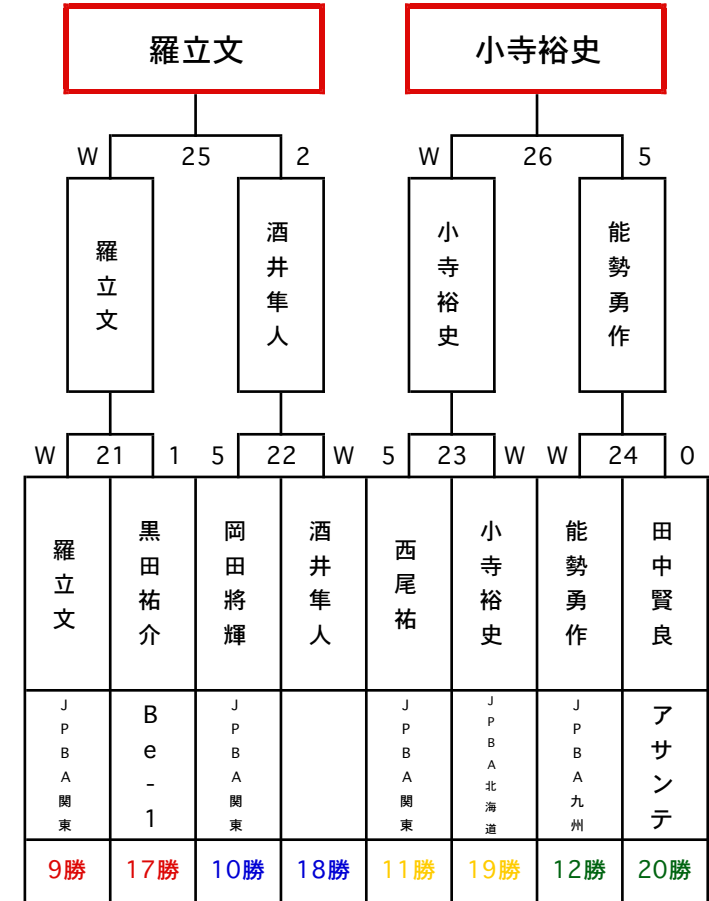 羅立文
小寺裕史
W 25 2
W 26 5
羅立文
酒井隼人
小寺裕史
能勢勇作
W 21 1
5 22 W
5 23 W
W 24 0
羅立文
黒田祐介
岡田將輝
酒井隼人
西尾祐
小寺裕史
能勢勇作
田中賢良
JPBA関東
Be-1
JPBA関東
JPBA関東
JPBA北海道
JPBA九州
アサンテ
9勝
17勝
10勝
18勝
11勝
19勝
12勝
20勝